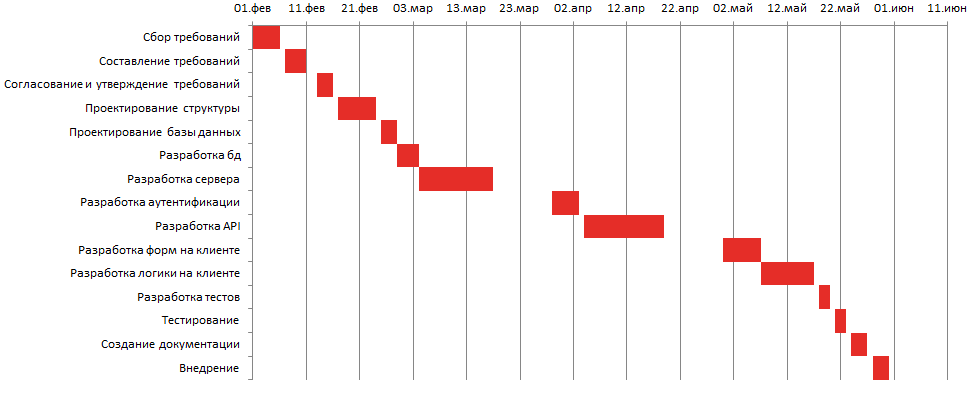 01.фев 11.фев 21.фев 03.мар 13.мар 23.мар 02.апр 12.апр 22.апр 02.май 12.май 22.май 01.июн 11.июн
Сбор требований
Составление требований
Согласование и утверждение требований
Проектирование структуры
Проектирование базы данных
Разработка бд
Разработка сервера
Разработка аутентификации
Разработка API
Разработка форм на клиенте
Разработка логики на клиенте
Разработка тестов
Тестирование
Создание документации
Внедрение